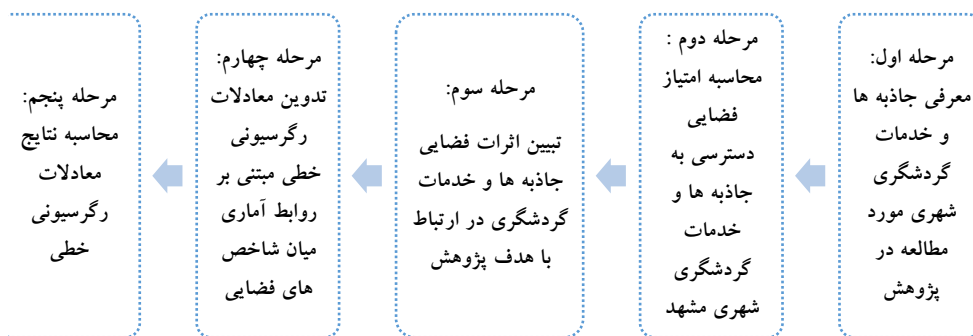 مرحله اول:
معرفی جاذبه ها
و خدمات
گردشگری
شهری مورد
مطالعه در
پژوهش
مرحله دوم :
محاسبه امتیاز
فضایی
دسترسی به
جاذبه ها و
خدمات
گردشگری
شهری مشهد
مرحله سوم:
تبیین اثرات فضایی
جاذبه ها و خدمات
گردشگری در ارتباط
با هدف پژوهش
مرحله چهارم:
تدوین معادلات
رگرسیونی
خطی مبتنی بر
روابط آماری
میان شاخص
های فضایی
مرحله پنجم:
محاسبه نتایج
معادلات
رگرسیونی
خطی